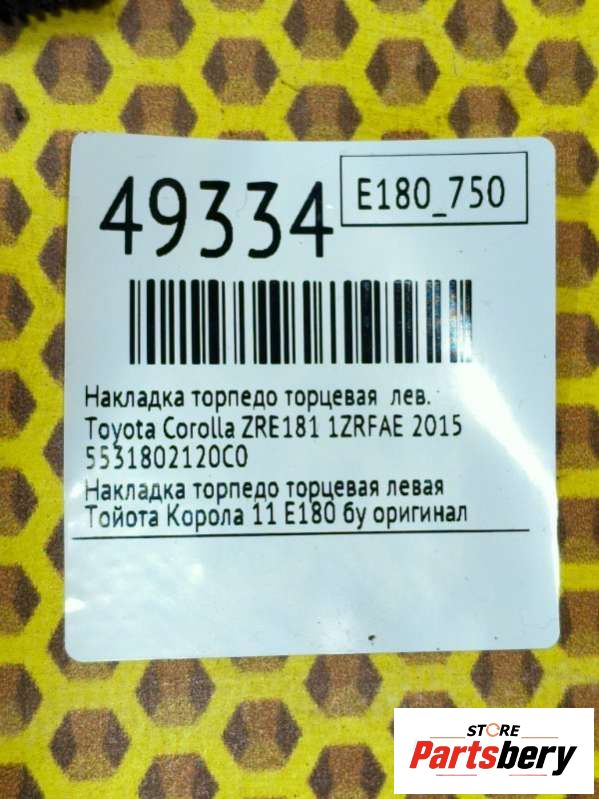 49334
E180_750
Накладка торпедо торцевая лев.
Toyota Corolla ZRE181 1ZRFAE 2015
5531802120C0
Накладка торпедо торцевая левая
Тойота Корола 11 Е180 бу оригинал
STORE
Partsbery